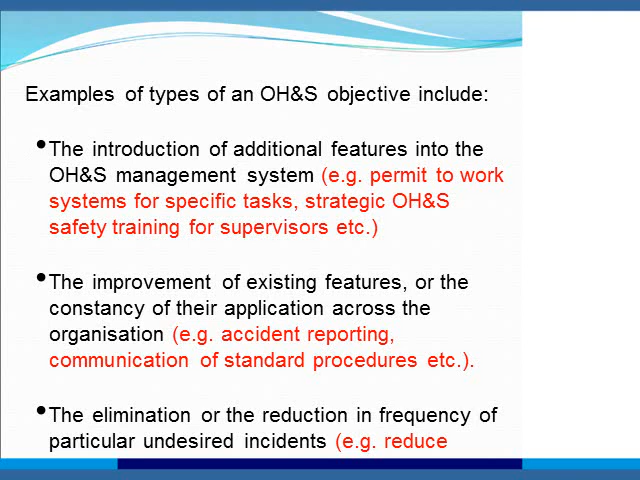 Examples of types of an OH&S objective include:
•The introduction of additional features into the
OH&S management system (e.g. permit to work
systems for specific tasks, strategic OH&S
safety training for supervisors etc.)
•The improvement of existing features, or the
constancy of their application across the
organisation (e.g. accident reporting,
communication of standard procedures etc.).
•The elimination or the reduction in frequency of
particular undesired incidents (e.g. reduce